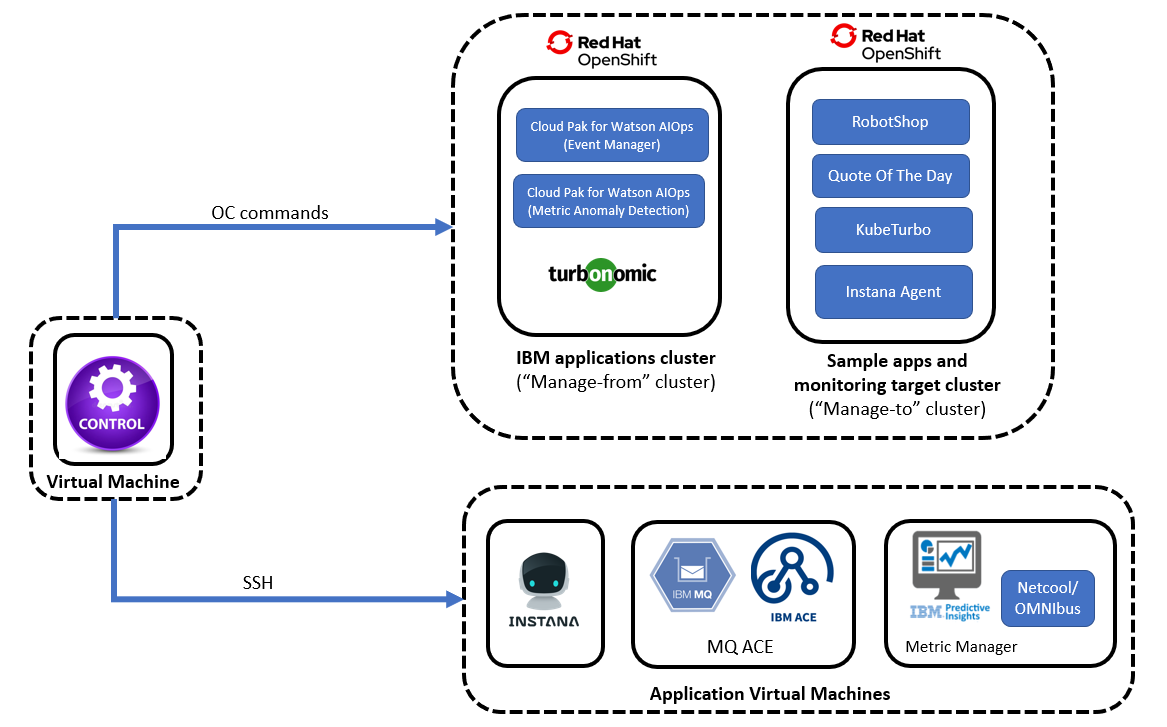 Red Hat
OpenShift
Cloud Pak for Watson AIOps
(Event Manager)
Cloud Pak for Watson AIOps
(Metric Anomaly Detection)
turbonomic
IBM applications cluster
(“Manage-from” cluster)
Red Hat
OpenShift
RobotShop
Quote Of The Day
KubeTurbo
Instana Agent
Sample apps and
monitoring target cluster
(“Manage-to” cluster)
OC commands
CONTROL
Virtual Machine
SSH
INSTANA
IBM MQ
IBM ACE
MQ ACE
IBM Predictive
Insights
Netcool/
OMNIbus
Metric Manager
Application Virtual Machines